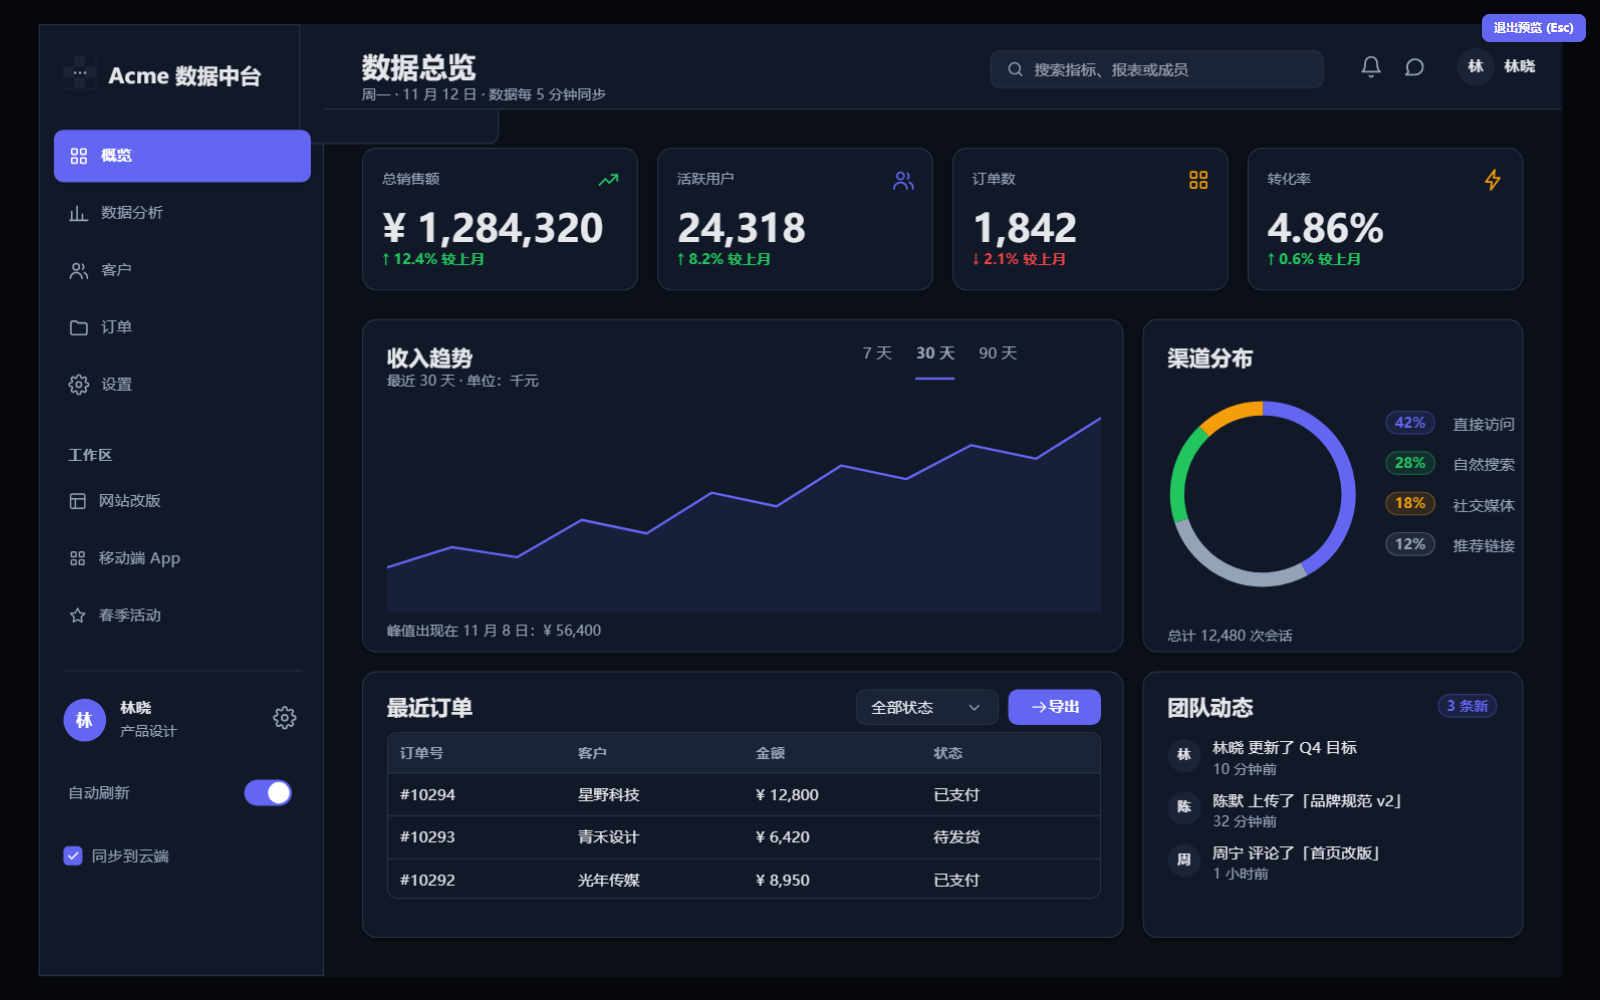 退出预览 (Esc)
Acme 数据中台
数据总览
周一 · 11 月 12 日 · 数据每 5 分钟同步
搜索指标、报表或成员
林
林晓
概览
数据分析
客户
订单
设置
工作区
网站改版
移动端 App
春季活动
林
林晓
产品设计
自动刷新
同步到云端
总销售额
¥ 1,284,320
↑ 12.4% 较上月
活跃用户
24,318
↑ 8.2% 较上月
订单数
1,842
↓ 2.1% 较上月
转化率
4.86%
↑ 0.6% 较上月
收入趋势
最近 30 天 · 单位：千元
7 天
30 天
90 天
峰值出现在 11 月 8 日：¥ 56,400
渠道分布
42% 直接访问
28% 自然搜索
18% 社交媒体
12% 推荐链接
总计 12,480 次会话
最近订单
全部状态
→导出
订单号 客户 金额 状态
#10294 星野科技 ¥ 12,800 已支付
#10293 青禾设计 ¥ 6,420 待发货
#10292 光年传媒 ¥ 8,950 已支付
团队动态
3 条新
林
林晓 更新了 Q4 目标
10 分钟前
陈
陈默 上传了「品牌规范 v2」
32 分钟前
周
周宁 评论了「首页改版」
1 小时前